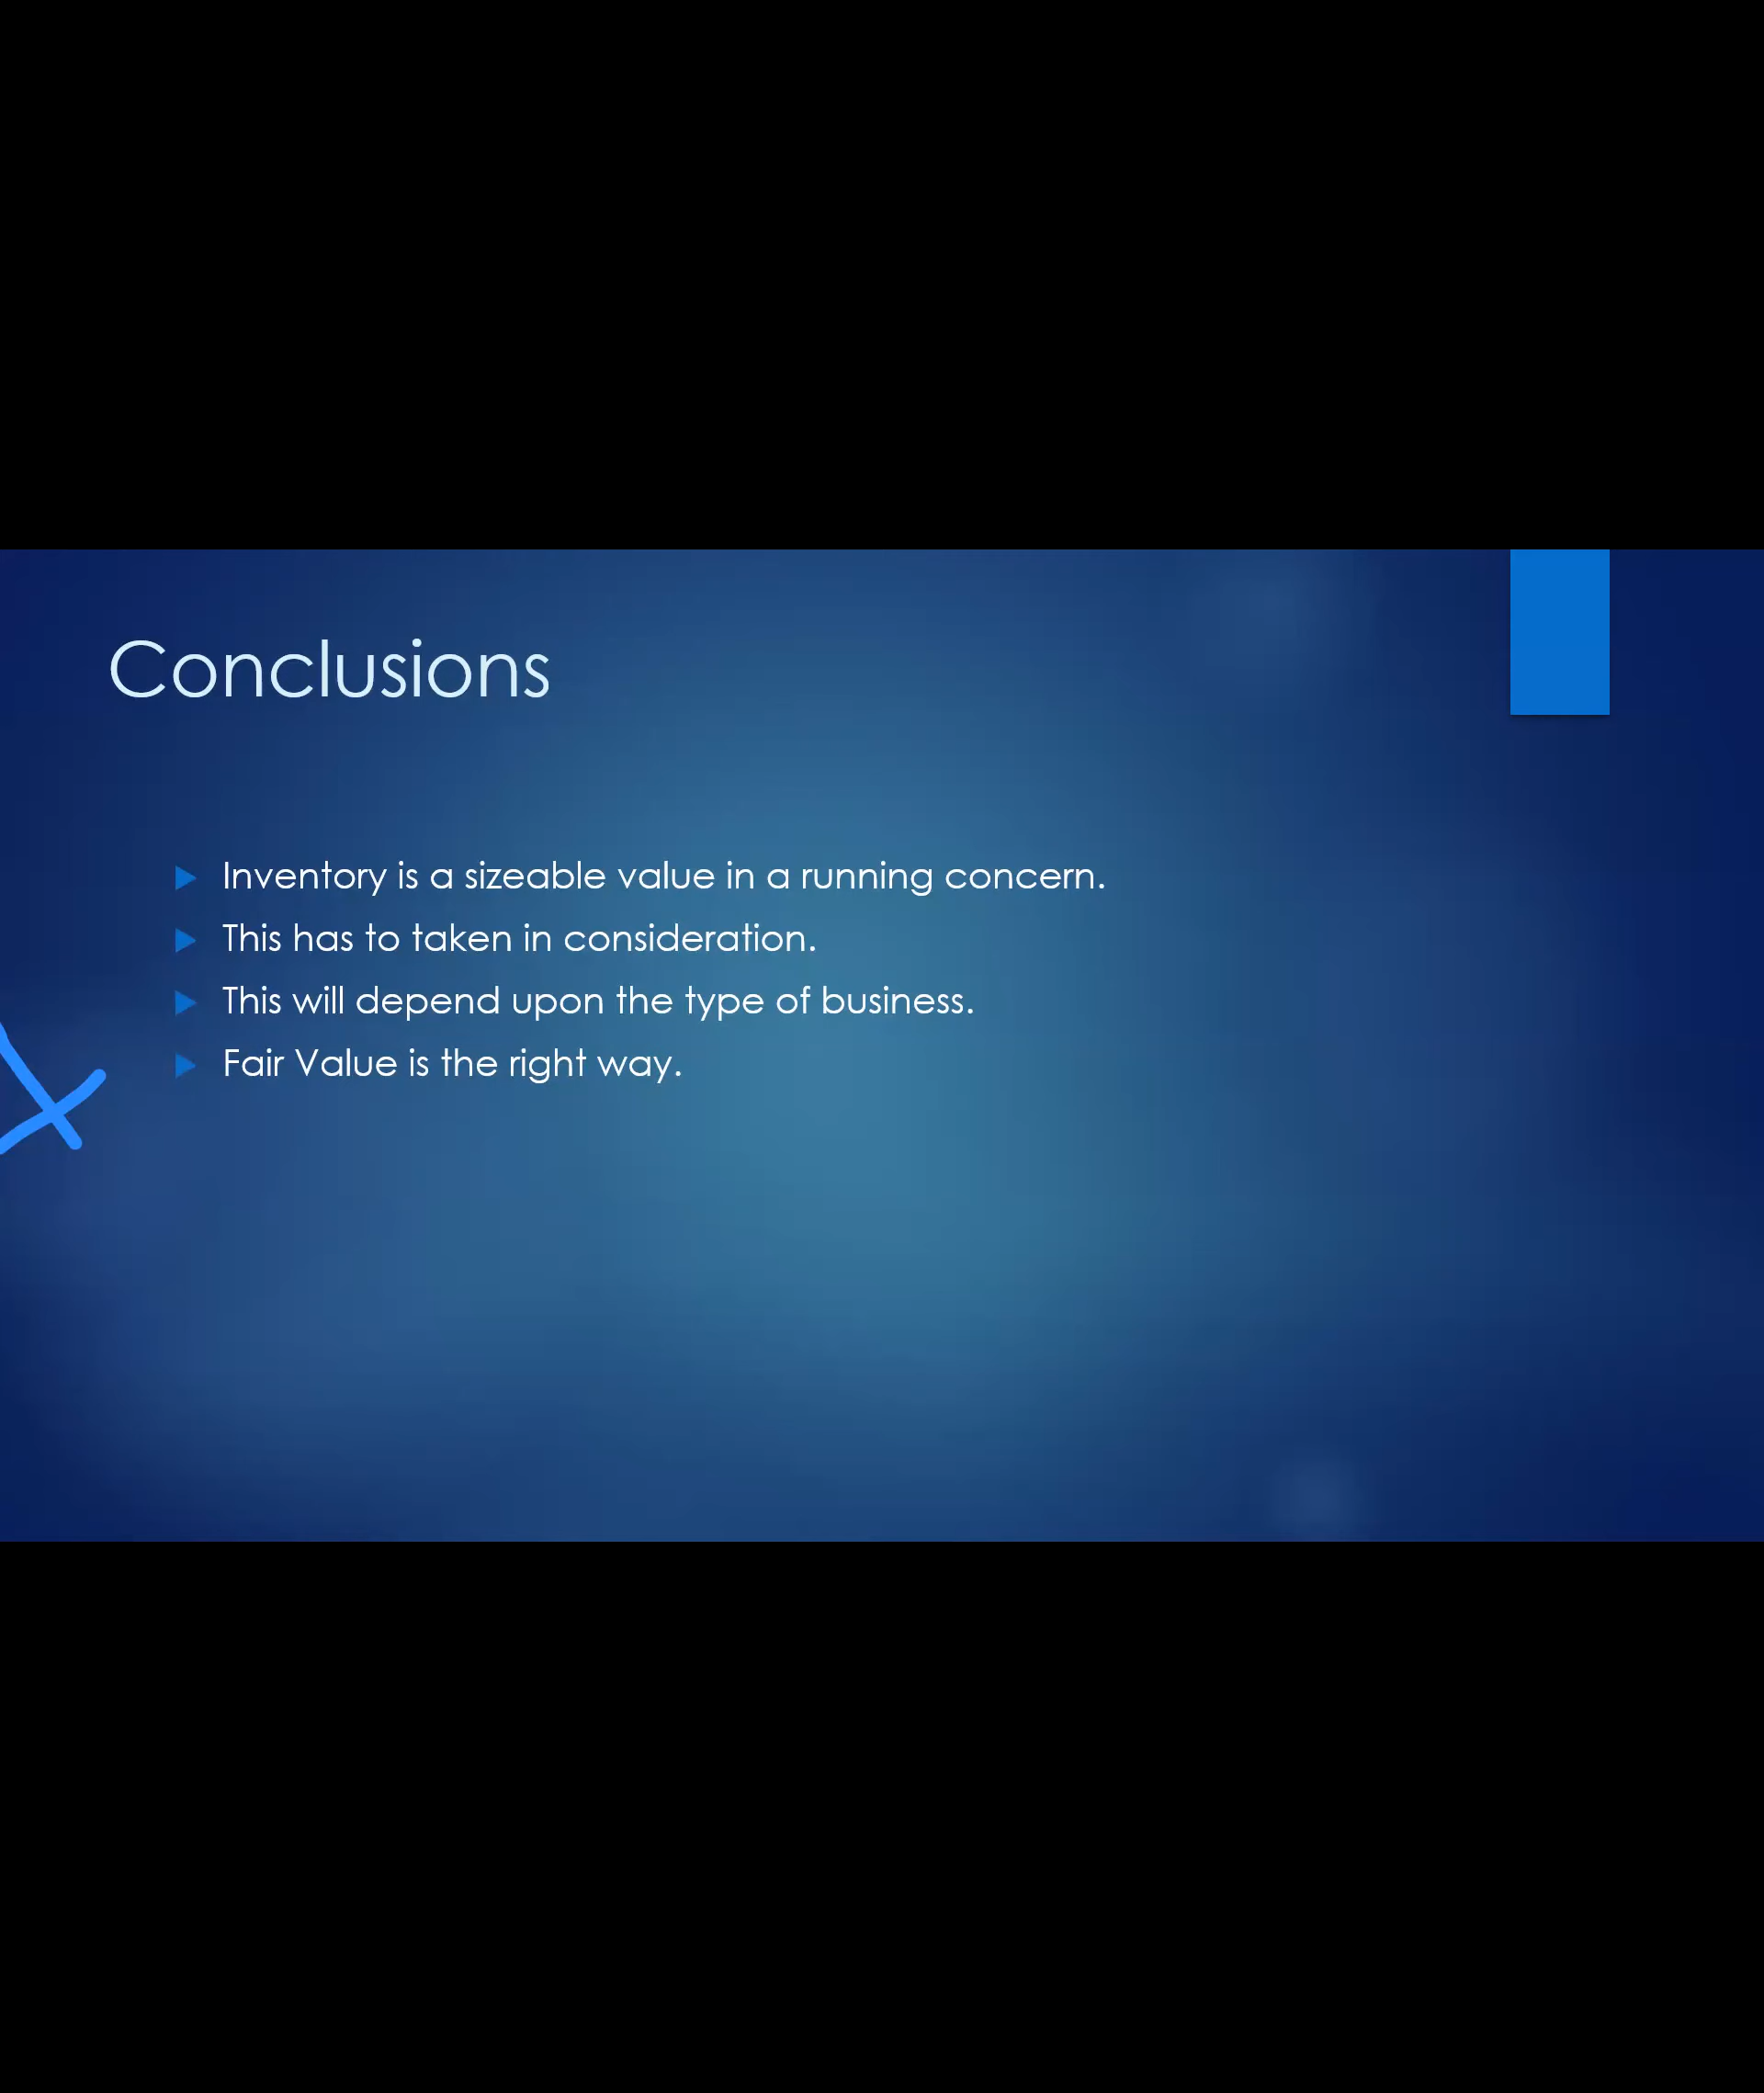 Conclusions
Inventory is a sizeable value in a running concern.
This has to taken in consideration.
This will depend upon the type of business.
Fair Value is the right way.